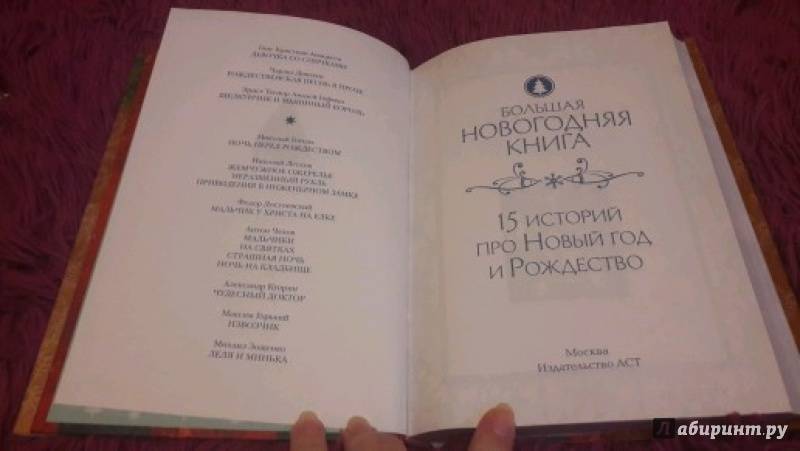 Ганс Христиан Андерсен
ДЕВОЧКА СО СПИЧКАМИ
Чарльз Диккенс
РОЖДЕСТВЕНСКАЯ ПЕСНЬ В ПРОЗЕ
Эрнст Теодор Амадей Гофман
ЩЕЛКУНЧИК И МЫШИНЫЙ КОРОЛЬ
Николай Гоголь
НОЧЬ ПЕРЕД РОЖДЕСТВОМ
Николай Лесков
ЖЕМЧУЖНОЕ ОЖЕРЕЛЬЕ
НЕРАЗМЕННЫЙ РУБЛЬ
ПРИВИДЕНИЕ В ИНЖЕНЕРНОМ ЗАМКЕ
Федор Достоевский
МАЛЬЧИК У ХРИСТА НА ЕЛКЕ
Антон Чехов
МАЛЬЧИКИ
НА СВЯТКАХ
СТРАШНАЯ НОЧЬ
НОЧЬ НА КЛАДБИЩЕ
Александр Куприн
ЧУДЕСНЫЙ ДОКТОР
Максим Горький
ИЗВОЗЧИК
Михаил Зощенко
ЛЕЛЯ И МИНЬКА
БОЛЬШАЯ
НОВОГОДНЯЯ
КНИГА
15 ИСТОРИЙ
ПРО НОВЫЙ ГОД
И РОЖДЕСТВО
Москва
Издательство АСТ
Лабиринт.ру